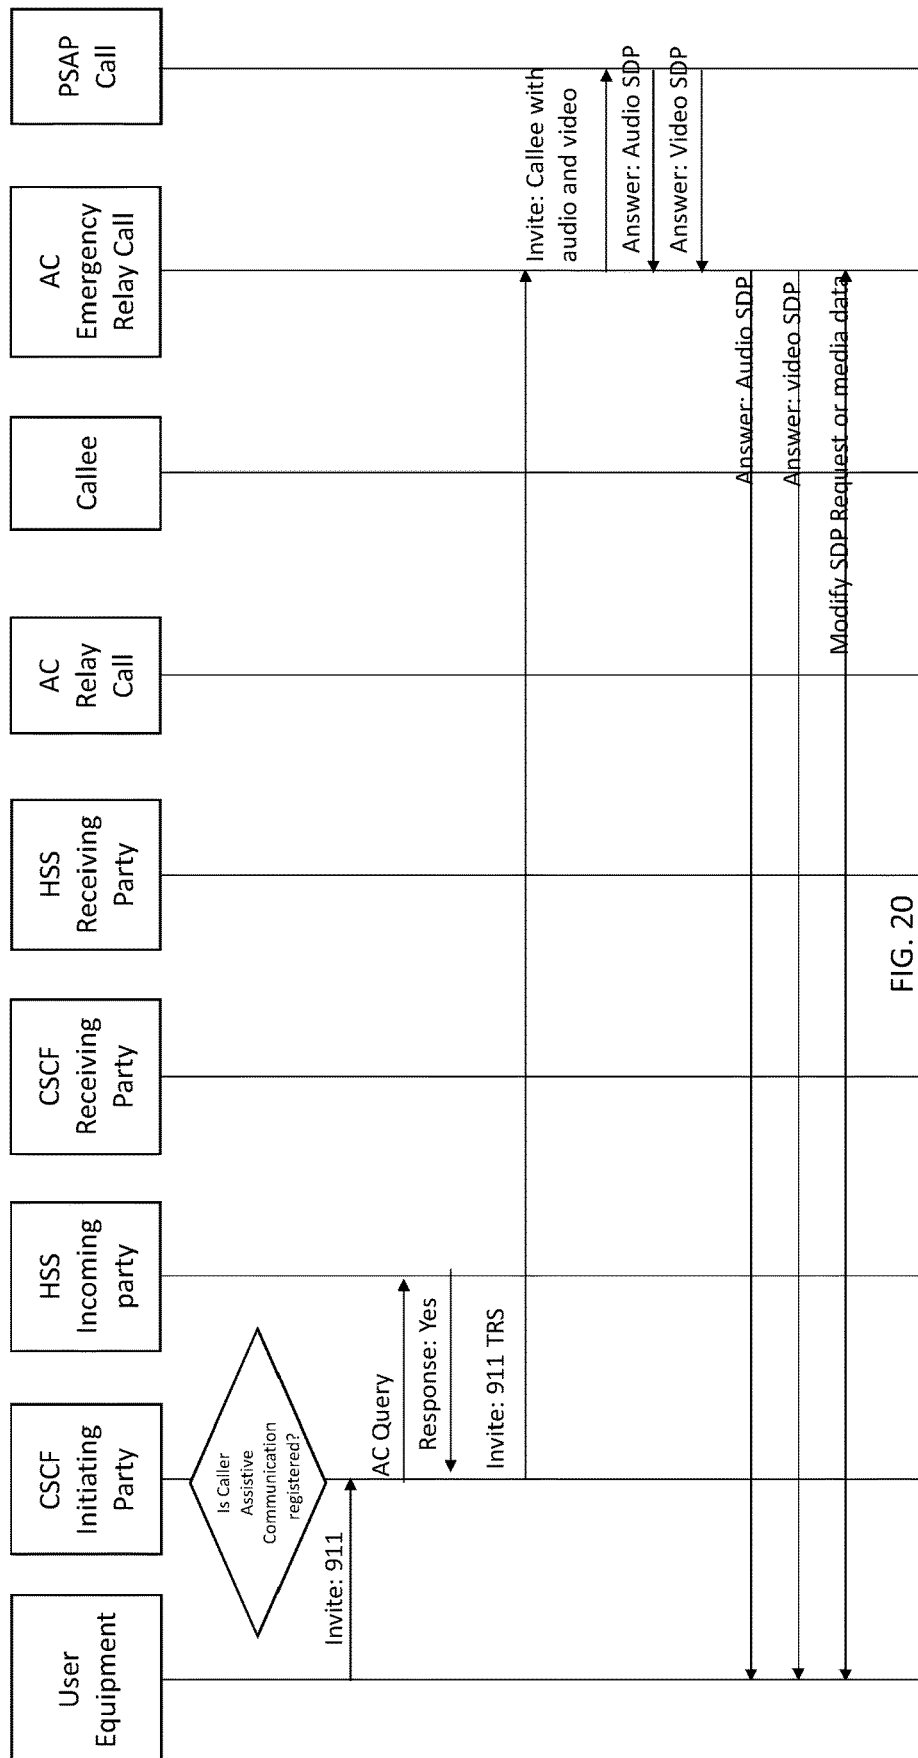 User
Equipment
CSCF
Initiating
Party
HSS
Incoming
party
CSCF
Receiving
Party
HSS
Receiving
Party
AC
Relay
Call
Callee
AC
Emergency
Relay Call
PSAP
Call
Is Caller
Assistive
Communication
registered?
Invite: 911
AC Query
Response: Yes
Invite: 911 TRS
Invite: Callee with
audio and video
Answer: Audio SDP
Answer: Video SDP
Answer: Audio SDP
Answer: video SDP
Modify SDP Request or media data
FIG. 20